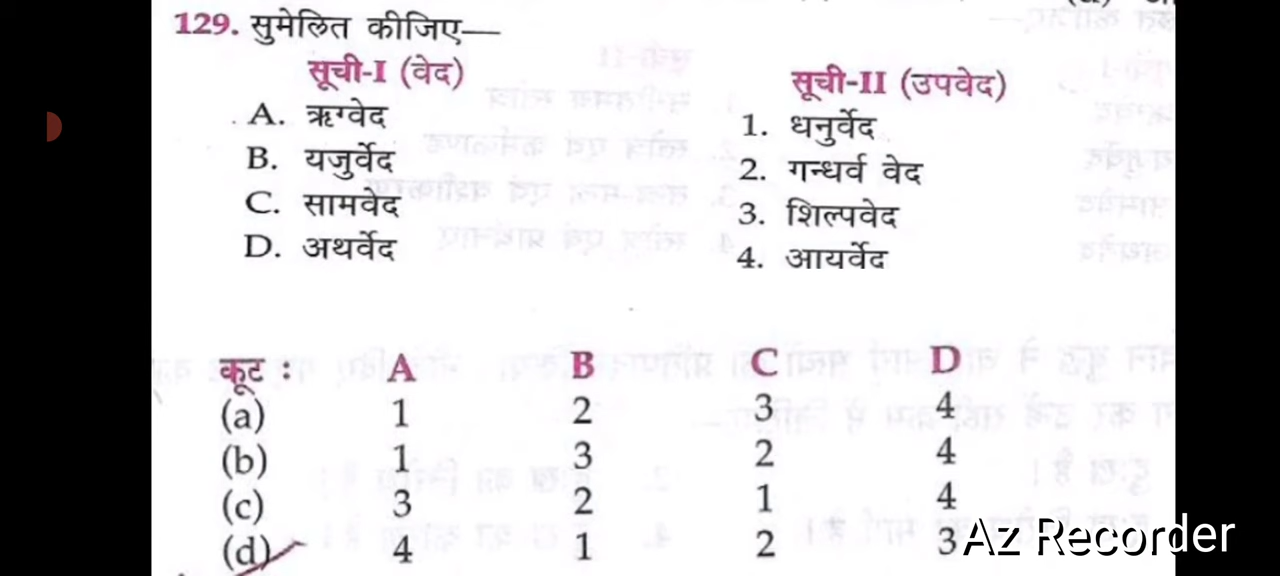 129. सुमेलित कीजिए—
सूची-I (वेद) सूची-II (उपवेद)
A. ऋग्वेद 1. धनुर्वेद
B. यजुर्वेद 2. गन्धर्व वेद
C. सामवेद 3. शिल्पवेद
D. अथर्वेद 4. आयर्वेद
कूट : A B C D
(a) 1 2 3 4
(b) 1 3 2 4
(c) 3 2 1 4
(d) 4 1 2 3
Az Recorder